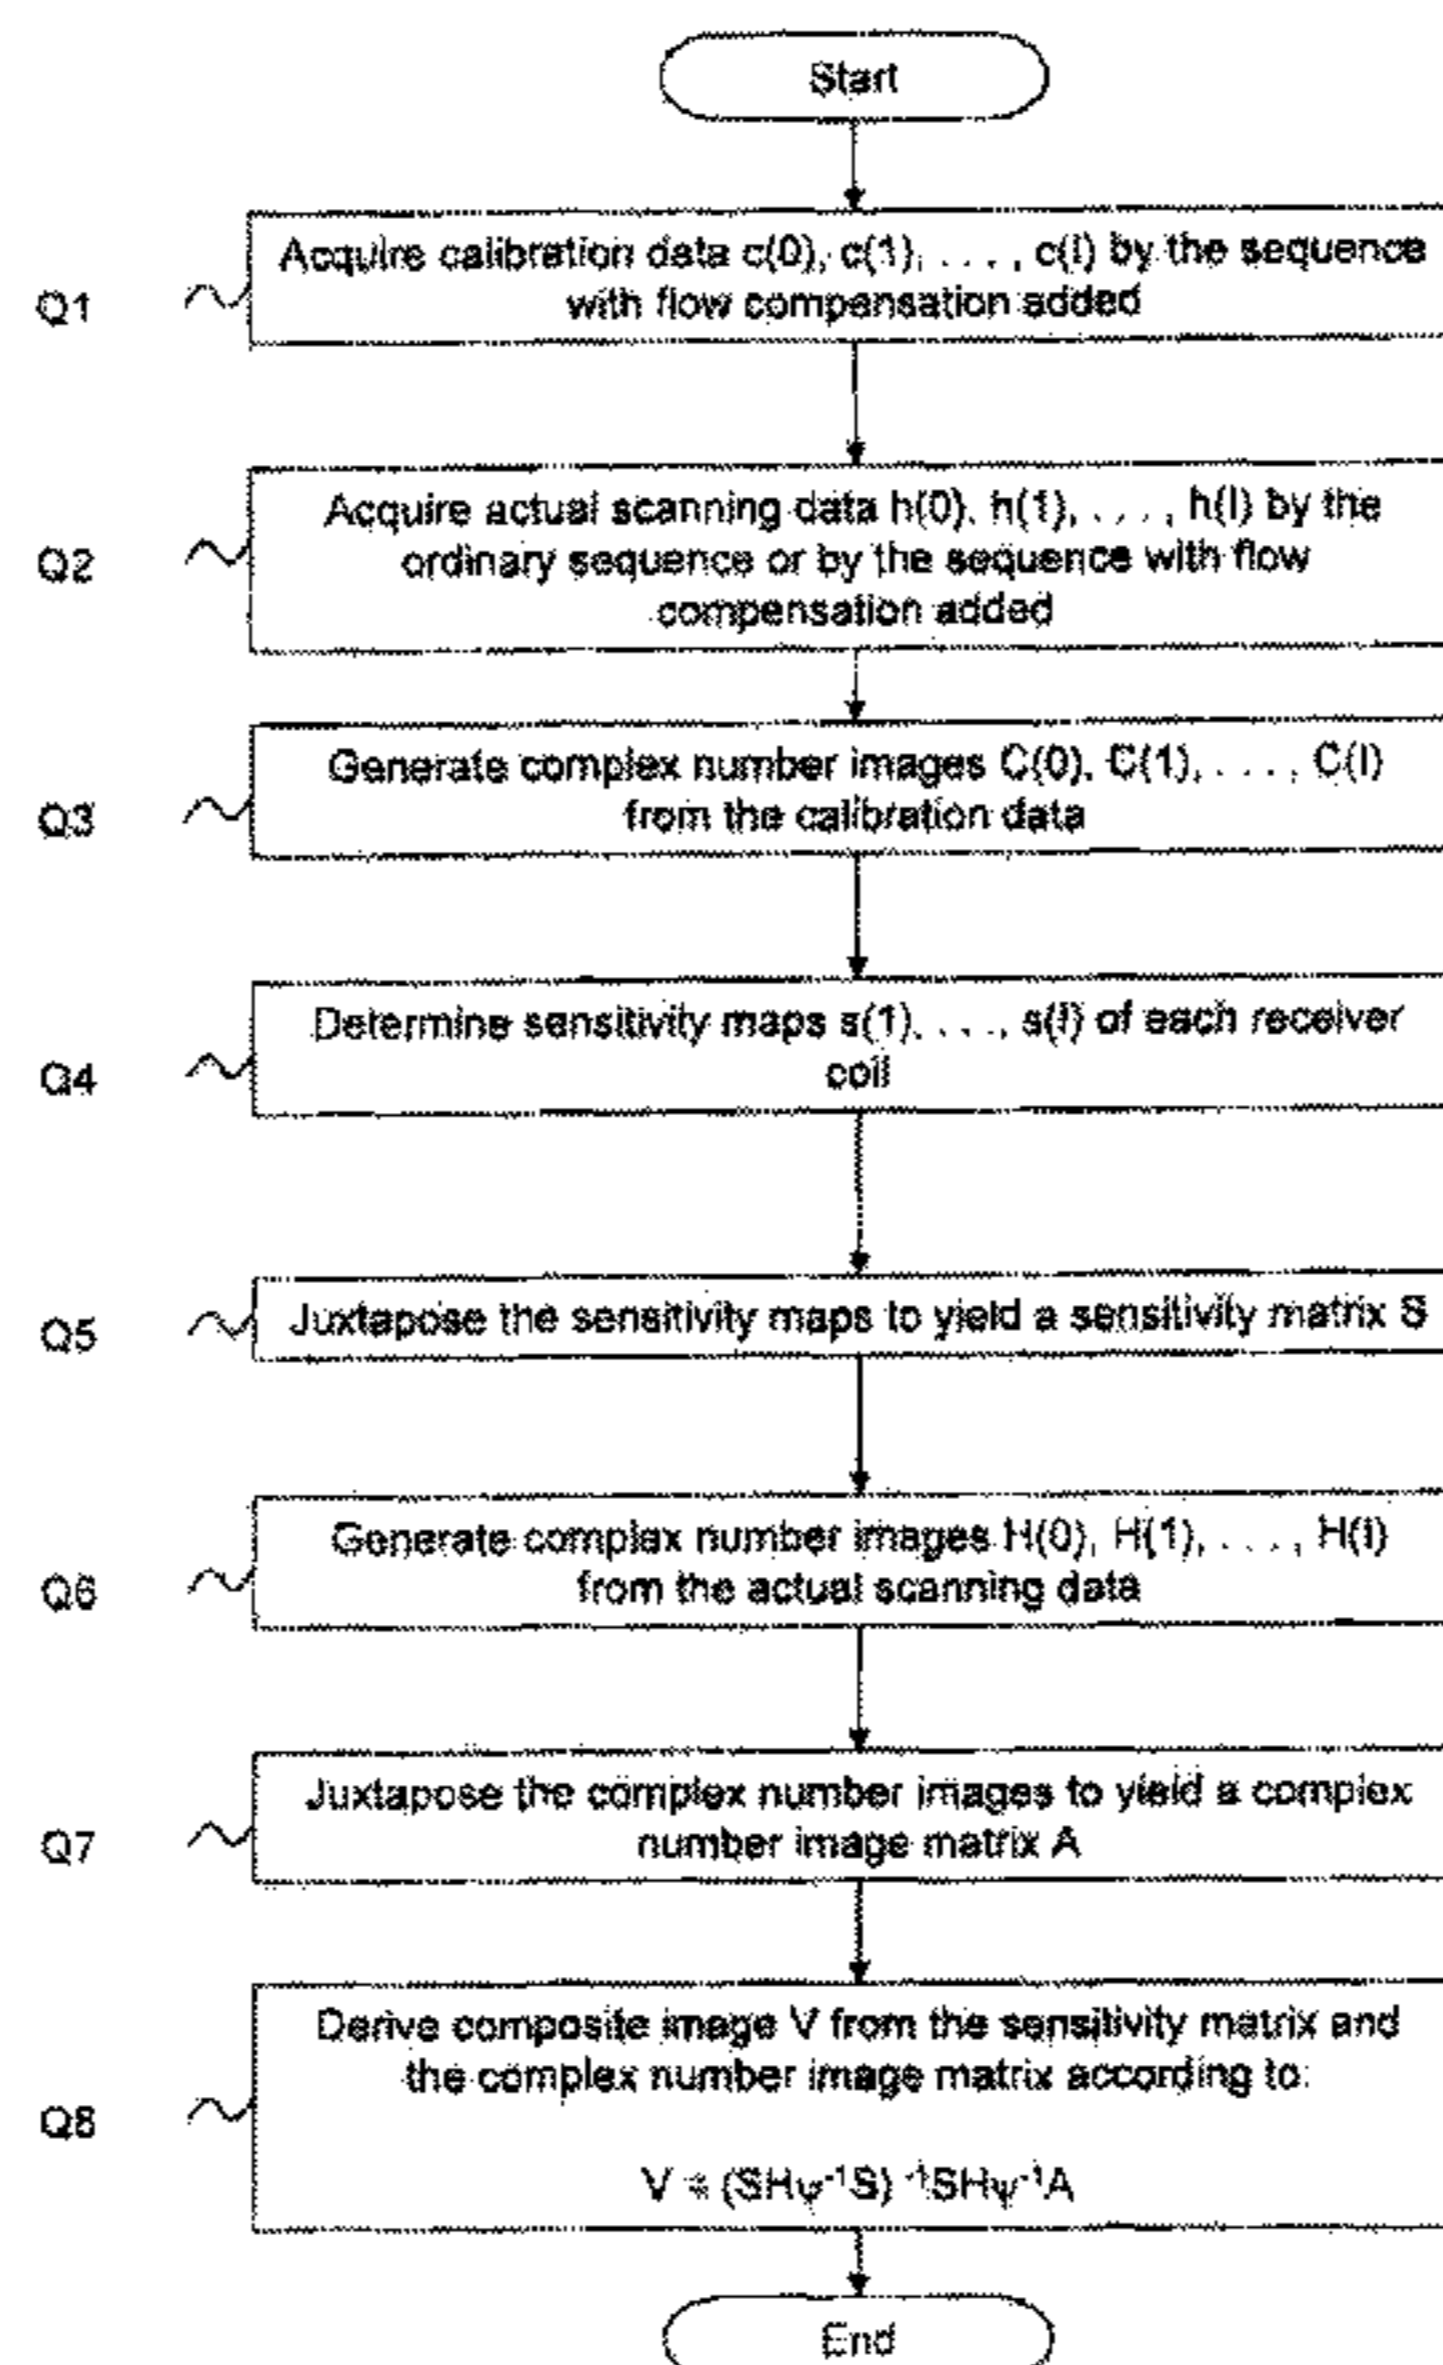 Start
Q1
Acquire calibration data c(0), c(1), . . . , c(I) by the sequence
with flow compensation added
Q2
Acquire actual scanning data h(0), h(1), . . . , h(I) by the
ordinary sequence or by the sequence with flow
compensation added
Q3
Generate complex number images C(0), C(1), . . . , C(I)
from the calibration data
Q4
Determine sensitivity maps s(1), . . . , s(I) of each receiver
coil
Q5
Juxtapose the sensitivity maps to yield a sensitivity matrix S
Q6
Generate complex number images H(0), H(1), . . . , H(I)
from the actual scanning data
Q7
Juxtapose the complex number images to yield a complex
number image matrix A
Q8
Derive composite image V from the sensitivity matrix and
the complex number image matrix according to:
V = (SHψ⁻¹S) ⁻¹SHψ⁻¹A
End